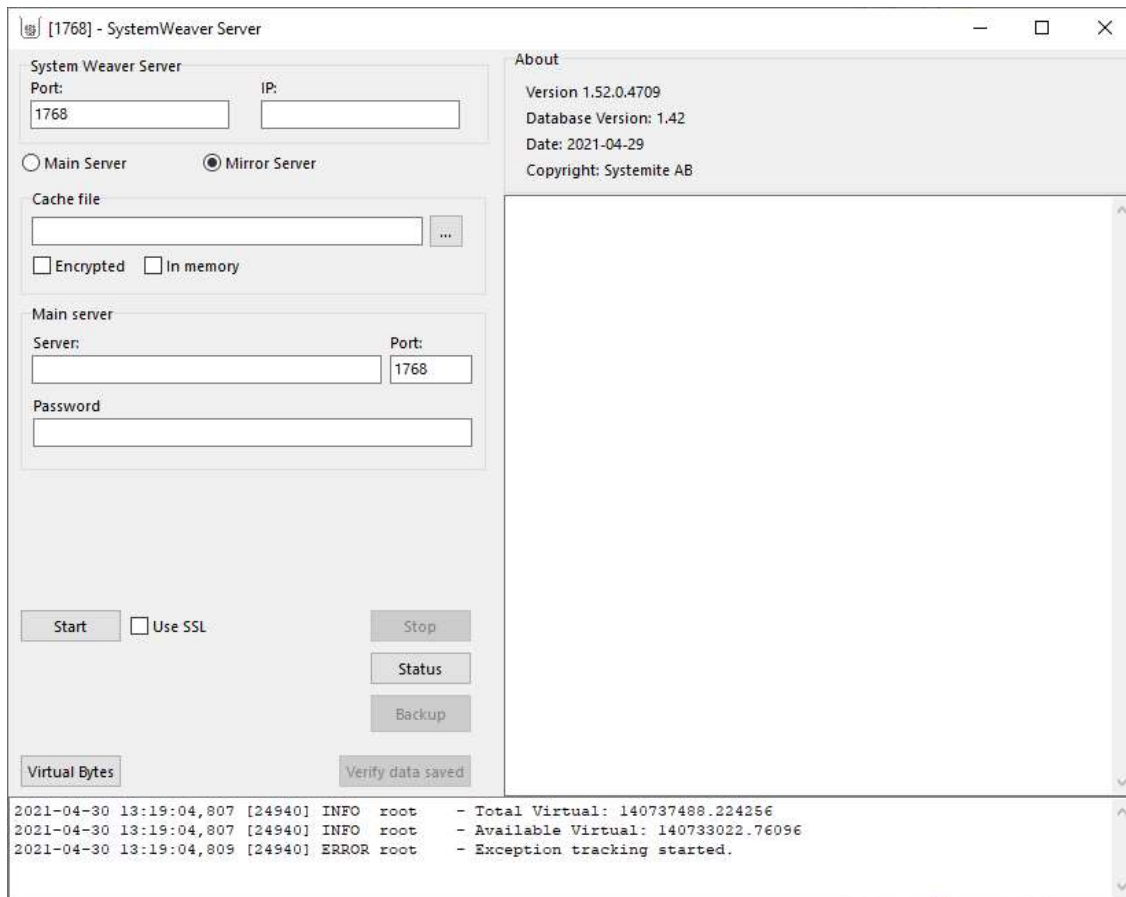 [1768] - SystemWeaver Server
System Weaver Server
Port:
IP:
1768
Main Server
Mirror Server
Cache file
...
Encrypted
In memory
Main server
Server:
Port:
1768
Password
Start
Use SSL
Stop
Status
Backup
Virtual Bytes
Verify data saved
About
Version 1.52.0.4709
Database Version: 1.42
Date: 2021-04-29
Copyright: Systemite AB
2021-04-30 13:19:04,807 [24940] INFO  root    - Total Virtual: 140737488.224256
2021-04-30 13:19:04,807 [24940] INFO  root    - Available Virtual: 140733022.76096
2021-04-30 13:19:04,809 [24940] ERROR root    - Exception tracking started.